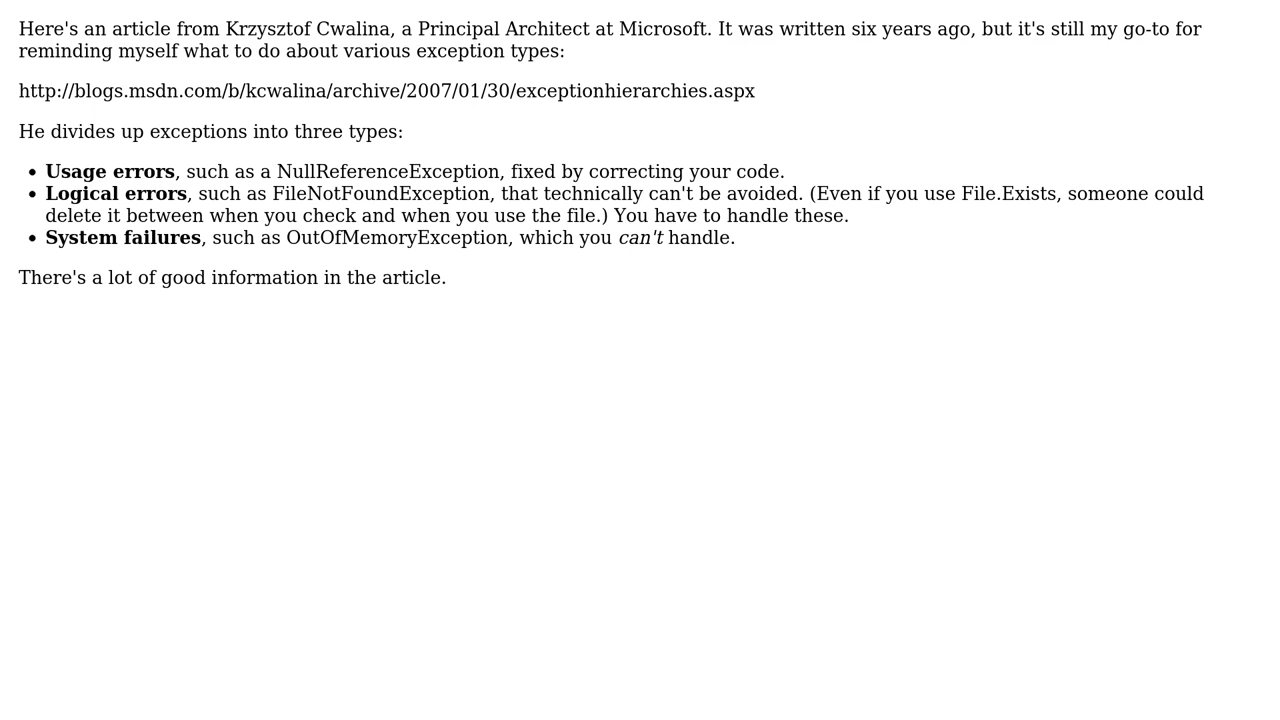 Here's an article from Krzysztof Cwalina, a Principal Architect at Microsoft. It was written six years ago, but it's still my go-to for
reminding myself what to do about various exception types:
http://blogs.msdn.com/b/kcwalina/archive/2007/01/30/exceptionhierarchies.aspx
He divides up exceptions into three types:
• Usage errors, such as a NullReferenceException, fixed by correcting your code.
• Logical errors, such as FileNotFoundException, that technically can't be avoided. (Even if you use File.Exists, someone could
delete it between when you check and when you use the file.) You have to handle these.
• System failures, such as OutOfMemoryException, which you can't handle.
There's a lot of good information in the article.